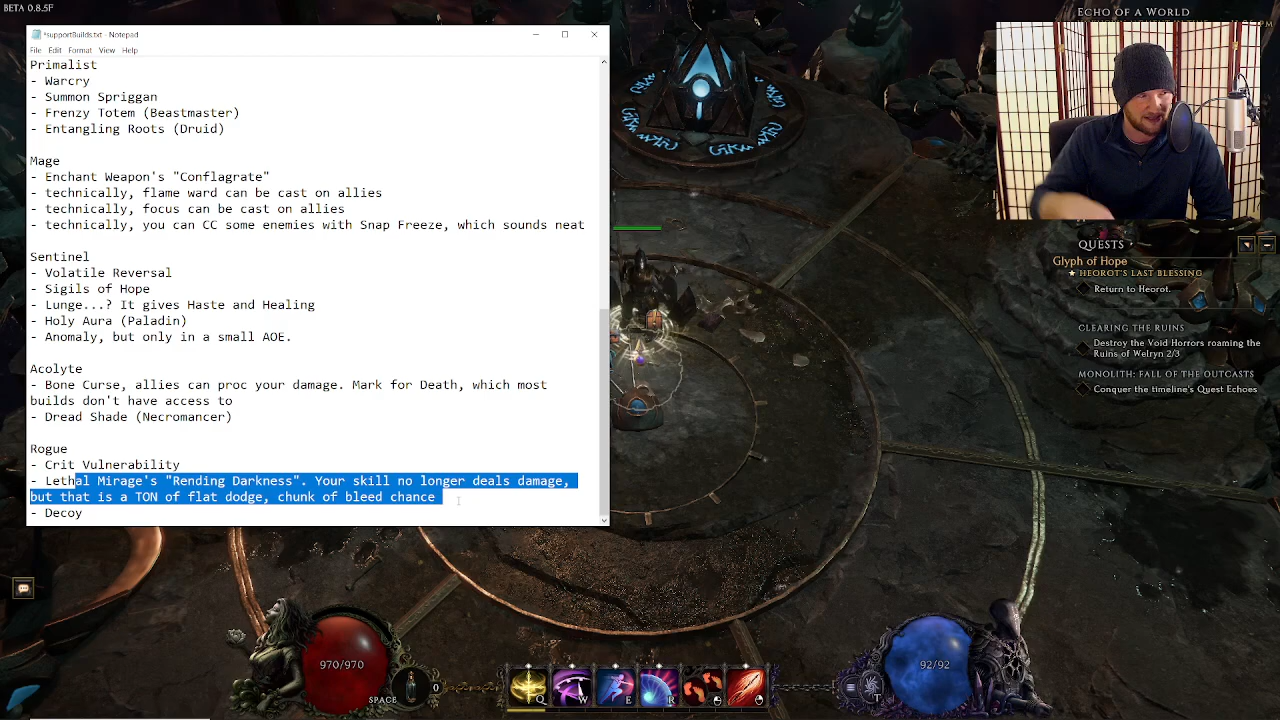 BETA 0.8.5F
ECHO OF A WORLD
*supportBuilds.txt - Notepad
File Edit Format View Help
Primalist
- Warcry
- Summon Spriggan
- Frenzy Totem (Beastmaster)
- Entangling Roots (Druid)
Mage
- Enchant Weapon's "Conflagrate"
- technically, flame ward can be cast on allies
- technically, focus can be cast on allies
- technically, you can CC some enemies with Snap Freeze, which sounds neat
Sentinel
- Volatile Reversal
- Sigils of Hope
- Lunge...? It gives Haste and Healing
- Holy Aura (Paladin)
- Anomaly, but only in a small AOE.
Acolyte
- Bone Curse, allies can proc your damage. Mark for Death, which most
builds don't have access to
- Dread Shade (Necromancer)
Rogue
- Crit Vulnerability
- Lethal Mirage's "Rending Darkness". Your skill no longer deals damage,
but that is a TON of flat dodge, chunk of bleed chance
- Decoy
QUESTS
Glyph of Hope
HEOROT'S LAST BLESSING
Return to Heorot.
CLEARING THE RUINS
Destroy the Void Horrors roaming the
Ruins of Welryn 2/3
MONOLITH: FALL OF THE OUTCASTS
Conquer the timeline's Quest Echoes
970/970
SPACE
0
Q
W
E
R
92/92
T